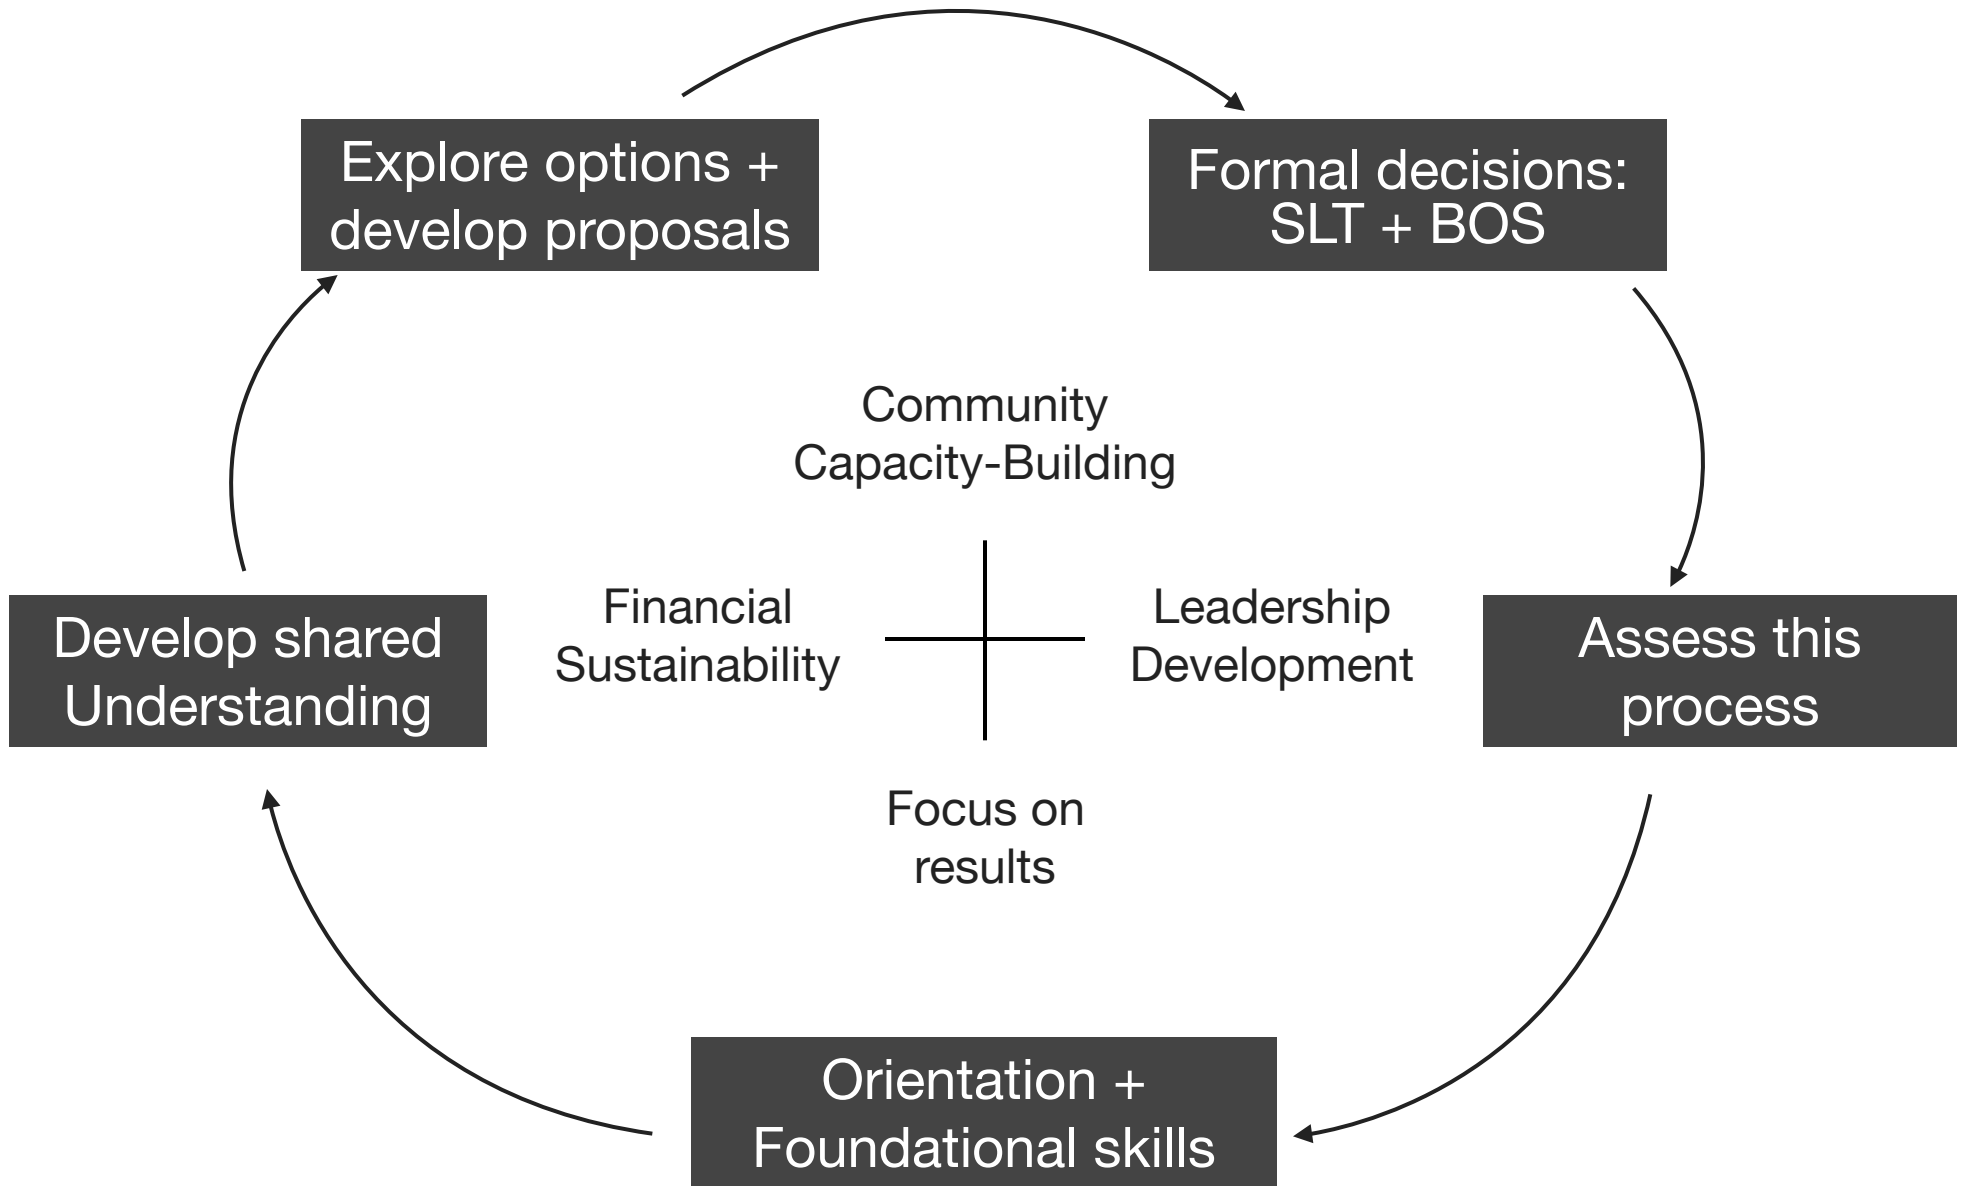 Explore options +
develop proposals
Formal decisions:
SLT + BOS
Community
Capacity-Building
Financial
Sustainability
Leadership
Development
Develop shared
Understanding
Assess this
process
Focus on
results
Orientation +
Foundational skills